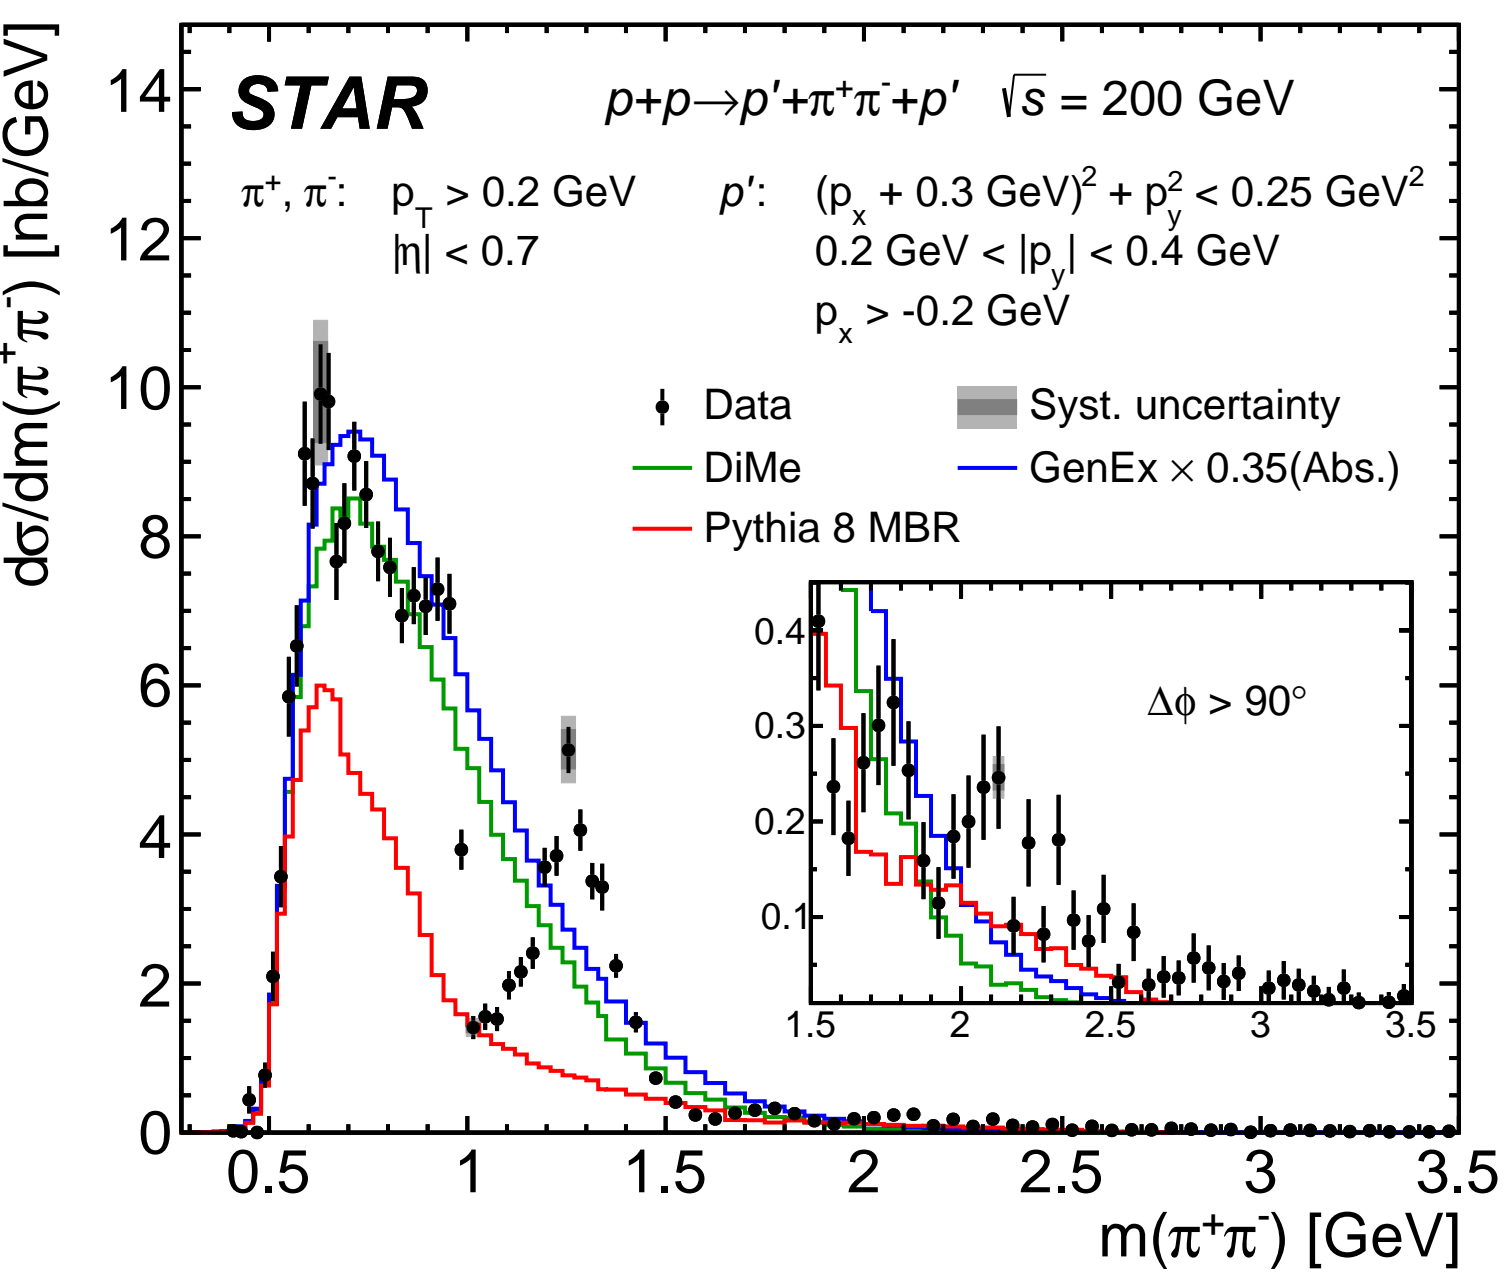 dσ/dm(π⁺π⁻) [nb/GeV]
STAR p+p→p′+π⁺π⁻+p′ √s = 200 GeV
π⁺, π⁻: p_T > 0.2 GeV p′: (p_x + 0.3 GeV)² + p_y² < 0.25 GeV²
|η| < 0.7 0.2 GeV < |p_y| < 0.4 GeV
p_x > -0.2 GeV
Data Syst. uncertainty
DiMe GenEx × 0.35(Abs.)
Pythia 8 MBR
14
12
10
8
6
4
2
0
Δϕ > 90°
0.4
0.3
0.2
0.1
1.5 2 2.5 3 3.5
0.5 1 1.5 2 2.5 3 3.5
m(π⁺π⁻) [GeV]